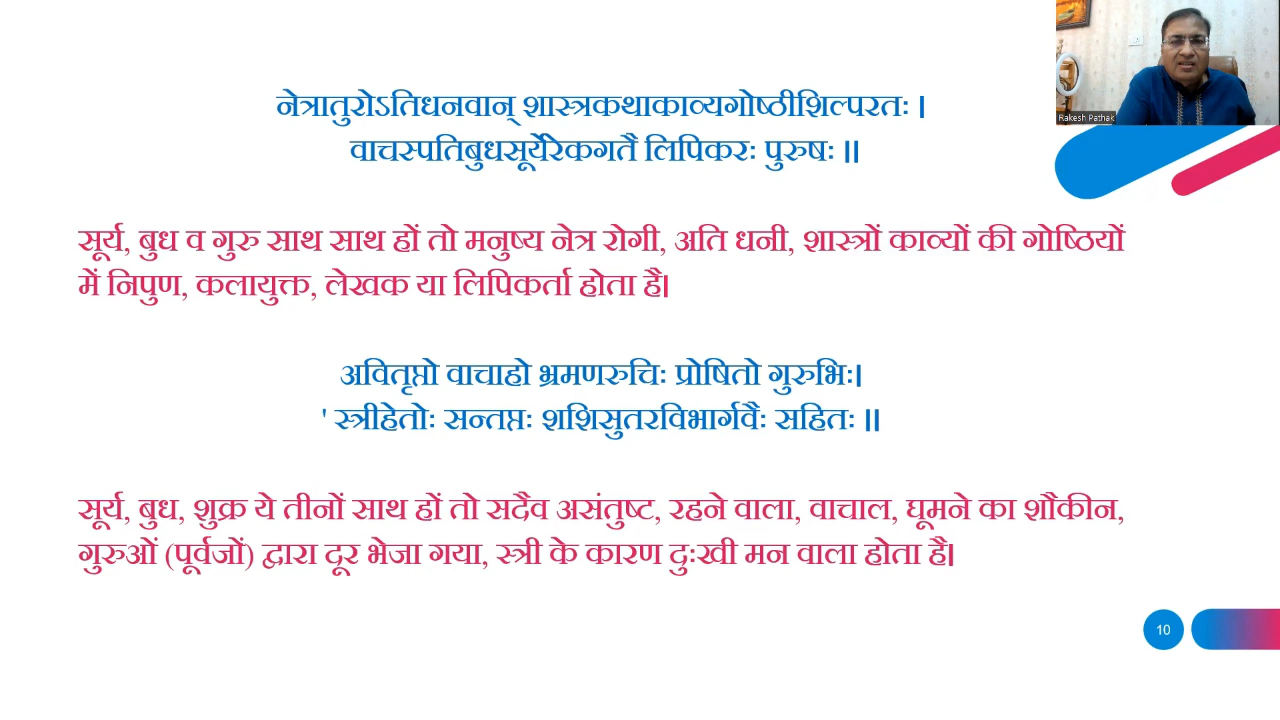 नेत्रातुरोऽतिधनवान् शास्त्रकथाकाव्यगोष्ठीशिल्परतः ।
वाचस्पतिबुधसूर्यैरेकगतै लिपिकरः पुरुषः ॥
सूर्य, बुध व गुरु साथ साथ हों तो मनुष्य नेत्र रोगी, अति धनी, शास्त्रों काव्यों की गोष्ठियों
में निपुण, कलायुक्त, लेखक या लिपिकर्ता होता है।
अवितृप्तो वाचाहो भ्रमणरुचिः प्रोषितो गुरुभिः।
' स्त्रीहेतोः सन्तप्तः शशिसुतरविभार्गवैः सहितः ॥
सूर्य, बुध, शुक्र ये तीनों साथ हों तो सदैव असंतुष्ट, रहने वाला, वाचाल, घूमने का शौकीन,
गुरुओं (पूर्वजों) द्वारा दूर भेजा गया, स्त्री के कारण दुःखी मन वाला होता है।
Rakesh Pathak
10